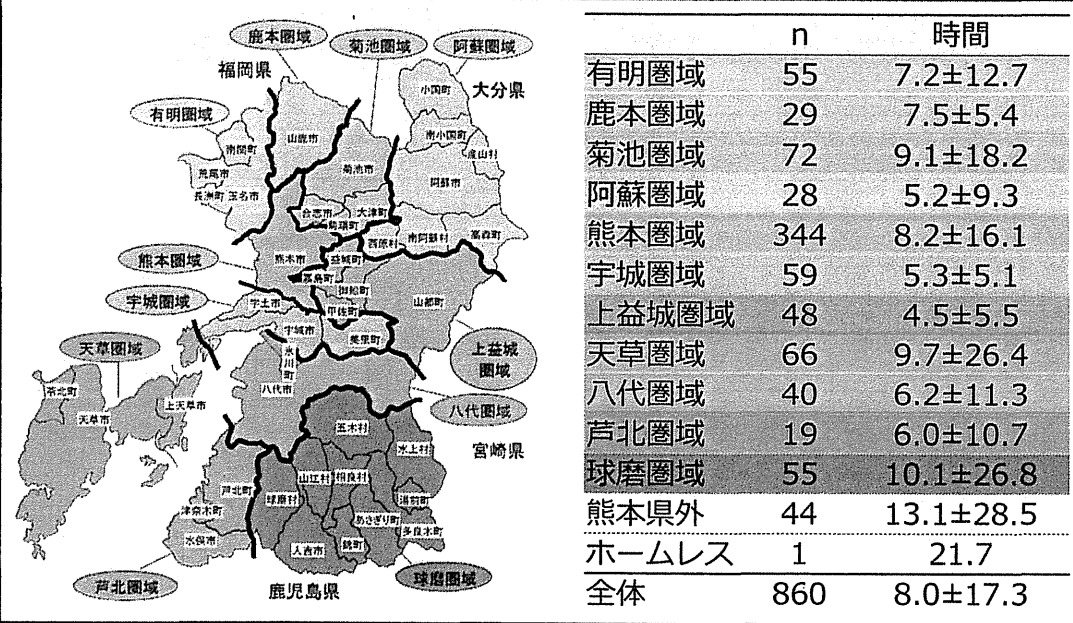 鹿本圏域
菊池圏域
阿蘇圏域
福岡県
大分県
有明圏域
小国町
南小国町
産山村
山鹿市
南関町
菊池市
荒尾市
阿蘇市
長洲町
玉名市
合志市
大津町
菊陽町
西原村
南阿蘇村
高森町
熊本市
益城町
熊本圏域
嘉島町
御船町
山都町
宇城圏域
宇土市
甲佐町
宇城市
美里町
天草圏域
氷川町
上益城
圏域
八代市
苓北町
上天草市
天草市
八代圏域
五木村
水上村
宮崎県
芦北町
山江村
相良村
球磨村
湯前町
津奈木町
あさぎり町
多良木町
水俣市
人吉市
錦町
芦北圏域
鹿児島県
球磨圏域
n 時間
有明圏域 55 7.2±12.7
鹿本圏域 29 7.5±5.4
菊池圏域 72 9.1±18.2
阿蘇圏域 28 5.2±9.3
熊本圏域 344 8.2±16.1
宇城圏域 59 5.3±5.1
上益城圏域 48 4.5±5.5
天草圏域 66 9.7±26.4
八代圏域 40 6.2±11.3
芦北圏域 19 6.0±10.7
球磨圏域 55 10.1±26.8
熊本県外 44 13.1±28.5
ホームレス 1 21.7
全体 860 8.0±17.3